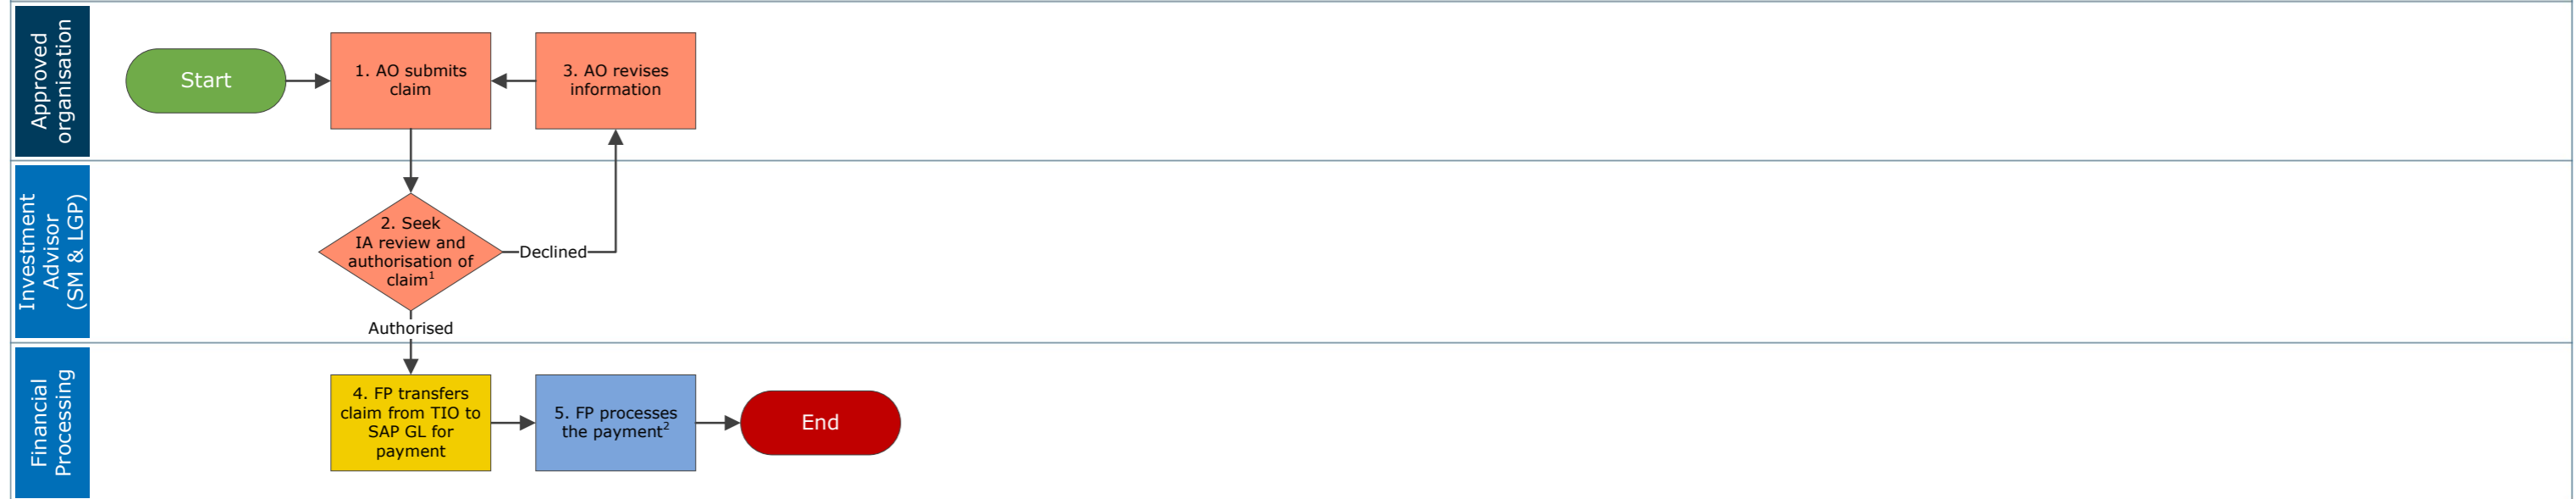 Approved
organisation
Start
1. AO submits
claim
3. AO revises
information
Investment
Advisor
(SM & LGP)
2. Seek
IA review and
authorisation of
claim¹
Declined
Authorised
Financial
Processing
4. FP transfers
claim from TIO to
SAP GL for
payment
5. FP processes
the payment²
End